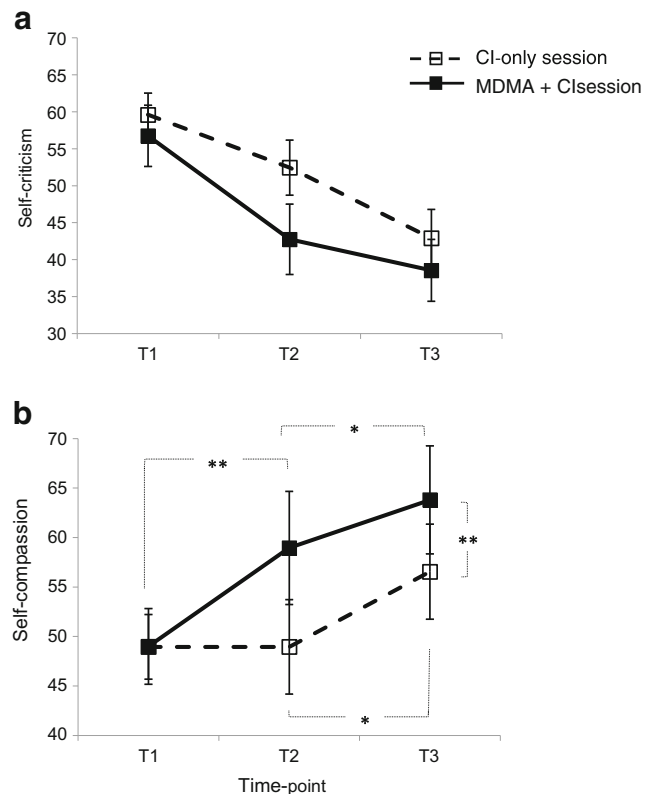 a
70
65
60
55
50
45
40
35
30
Self-criticism
CI-only session
MDMA + CIsession
T1 T2 T3
b
70
65
60
55
50
45
40
Self-compassion
**
*
**
*
T1 T2 T3
Time-point